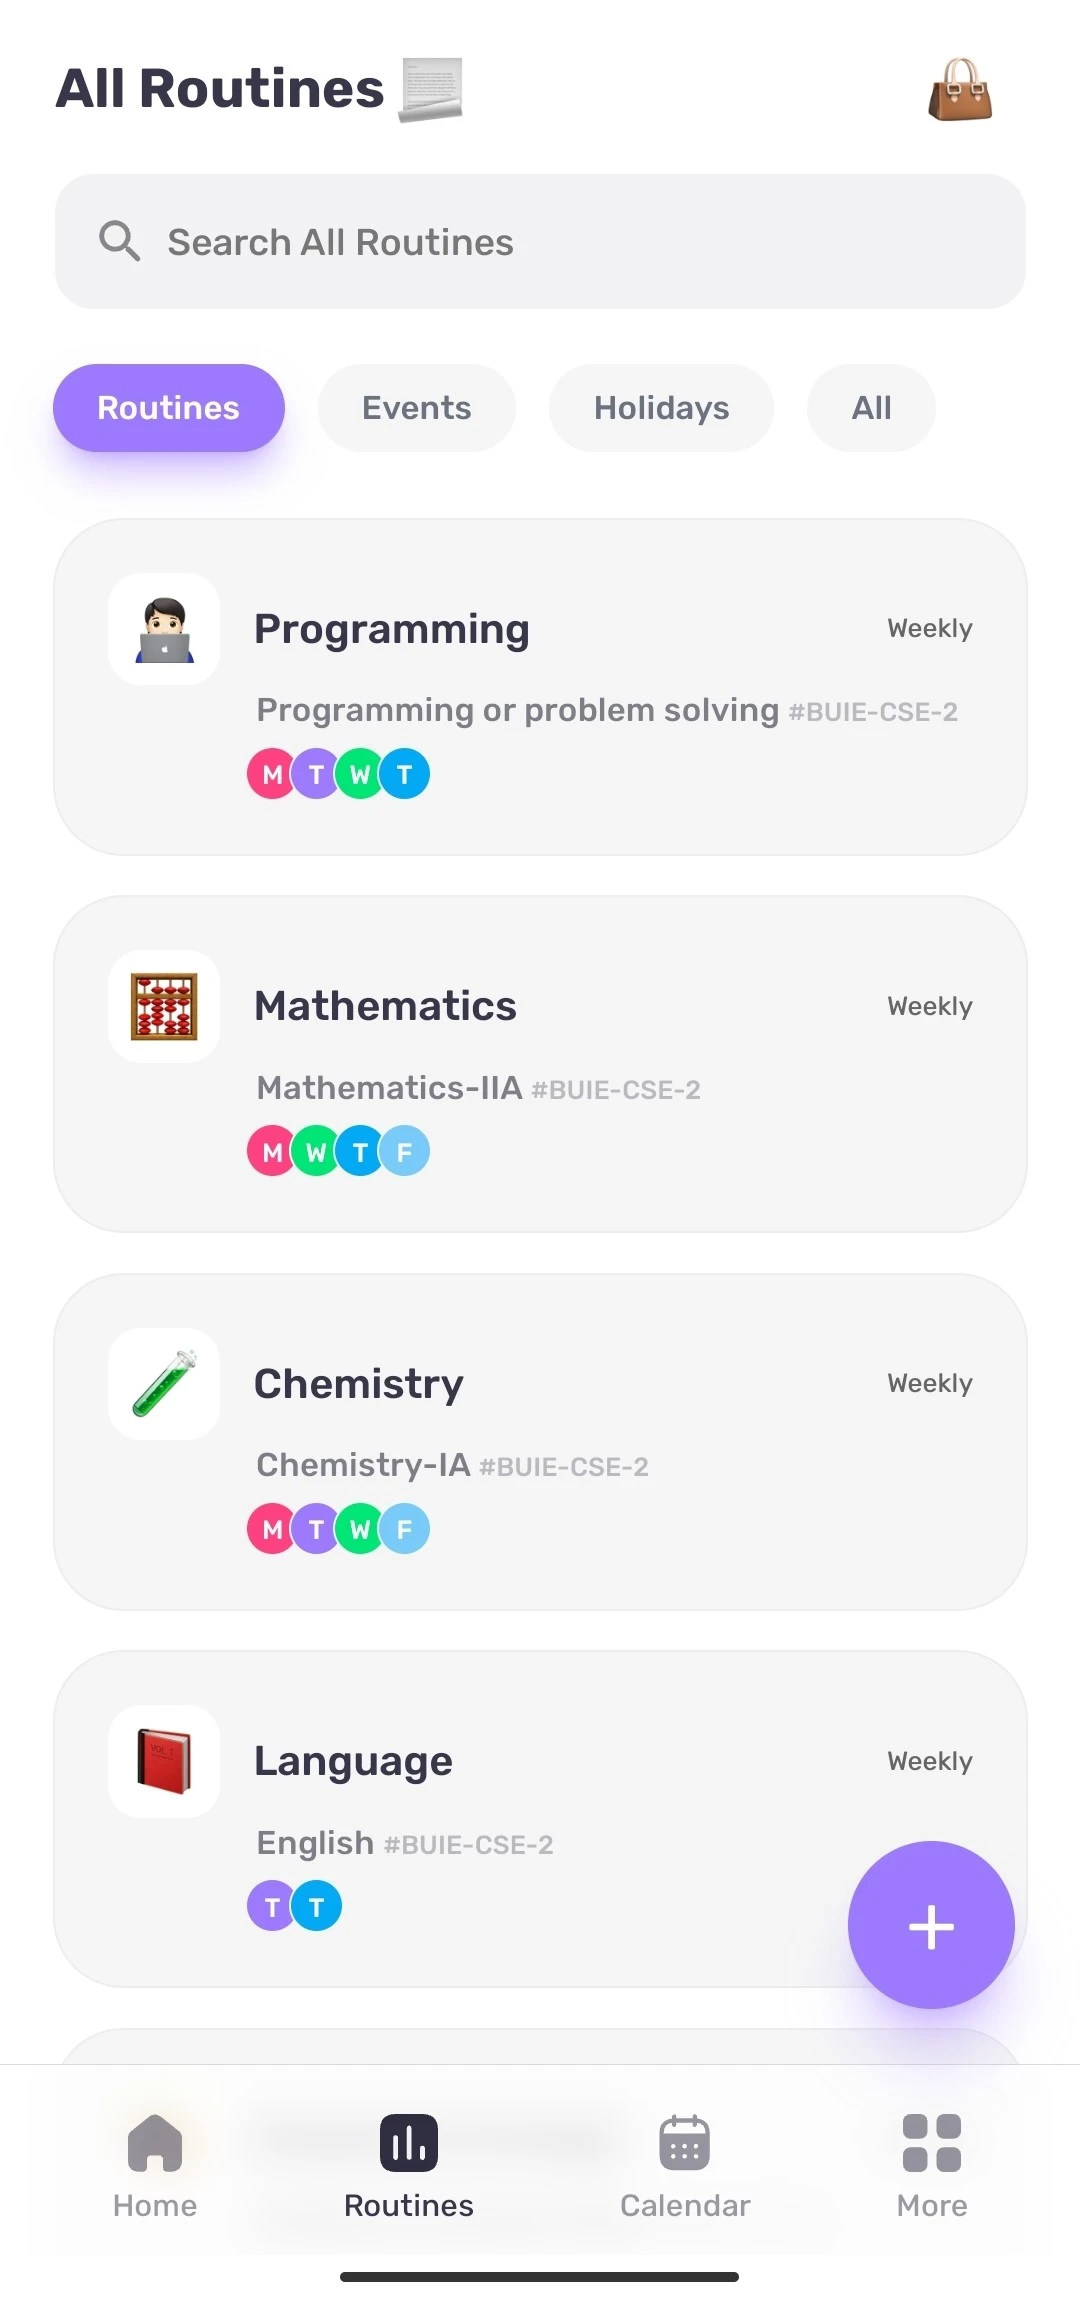 All Routines
Search All Routines
Routines Events Holidays All
Programming Weekly
Programming or problem solving #BUIE-CSE-2
M T W T
Mathematics Weekly
Mathematics-IIA #BUIE-CSE-2
M W T F
Chemistry Weekly
Chemistry-IA #BUIE-CSE-2
M T W F
Language Weekly
English #BUIE-CSE-2
T T
Home Routines Calendar More